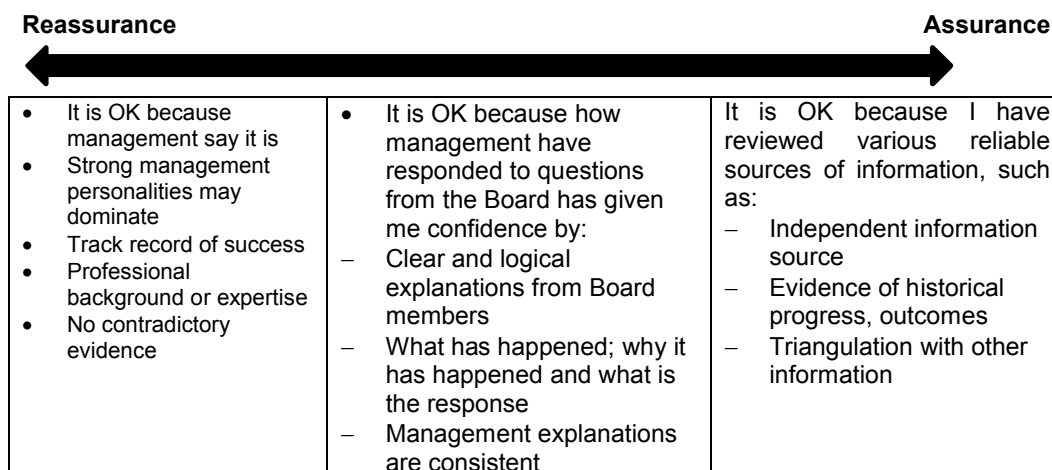 Reassurance Assurance
• It is OK because
management say it is
• Strong management
personalities may
dominate
• Track record of success
• Professional
background or expertise
• No contradictory
evidence
• It is OK because how
management have
responded to questions
from the Board has given
me confidence by:
− Clear and logical
explanations from Board
members
− What has happened; why it
has happened and what is
the response
− Management explanations
are consistent
It is OK because I have
reviewed various reliable
sources of information, such
as:
− Independent information
source
− Evidence of historical
progress, outcomes
− Triangulation with other
information